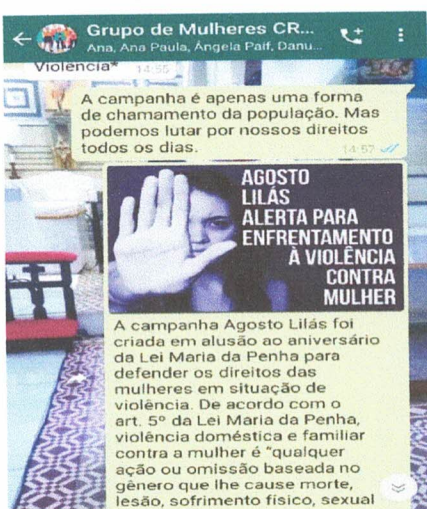 Grupo de Mulheres CR...
Ana, Ana Paula, Ângela Paif, Danu...
Violência* 14:55
A campanha é apenas uma forma
de chamamento da população. Mas
podemos lutar por nossos direitos
todos os dias.
14:57
AGOSTO
LILÁS
ALERTA PARA
ENFRENTAMENTO
À VIOLÊNCIA
CONTRA
MULHER
A campanha Agosto Lilás foi
criada em alusão ao aniversário
da Lei Maria da Penha para
defender os direitos das
mulheres em situação de
violência. De acordo com o
art. 5º da Lei Maria da Penha,
violência doméstica e familiar
contra a mulher é "qualquer
ação ou omissão baseada no
gênero que lhe cause morte,
lesão, sofrimento físico, sexual